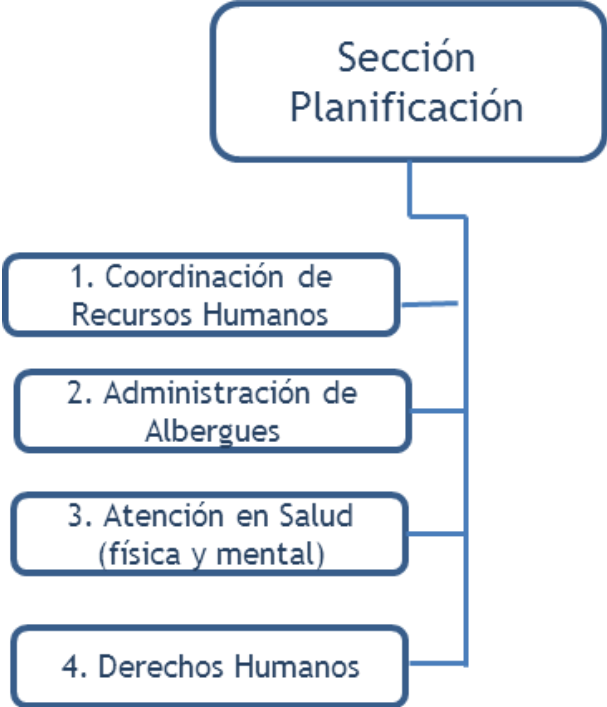 Sección
Planificación
1. Coordinación de
Recursos Humanos
2. Administración de
Albergues
3. Atención en Salud
(física y mental)
4. Derechos Humanos